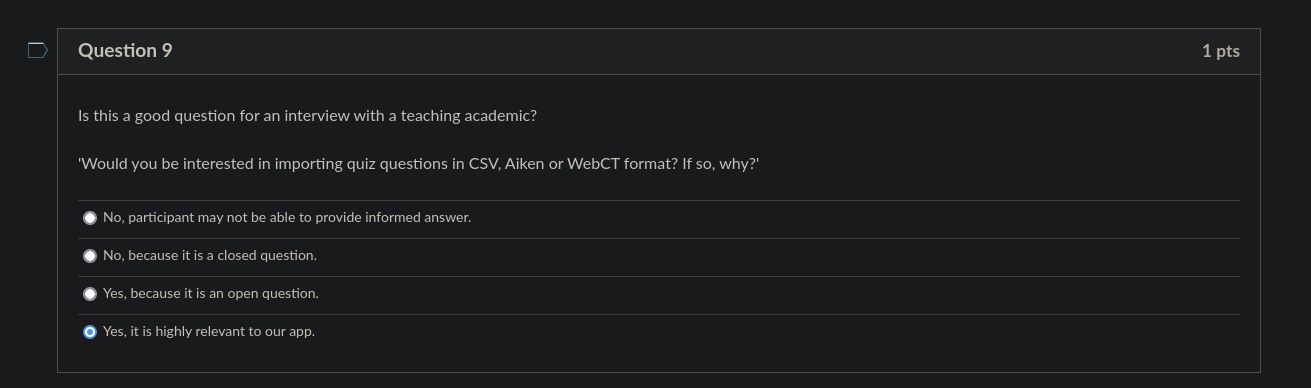 Question 9
1 pts
Is this a good question for an interview with a teaching academic?
'Would you be interested in importing quiz questions in CSV, Aiken or WebCT format? If so, why?'
No, participant may not be able to provide informed answer.
No, because it is a closed question.
Yes, because it is an open question.
Yes, it is highly relevant to our app.